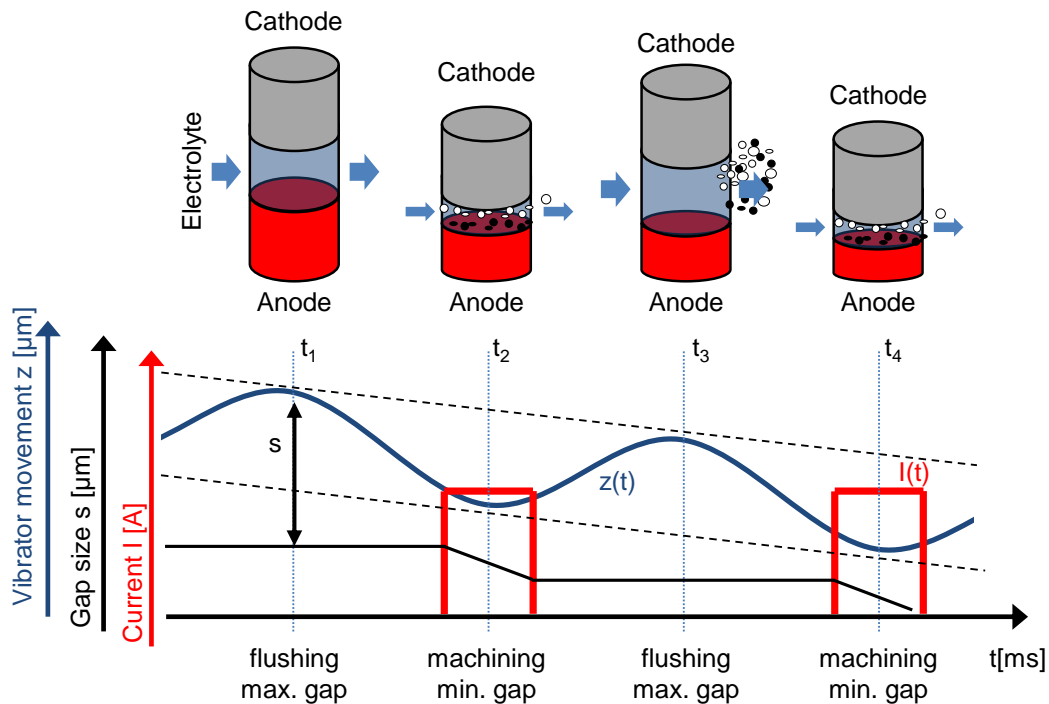 Cathode
Cathode
Cathode
Cathode
Electrolyte
Anode
Anode
Anode
Anode
Vibrator movement z [µm]
Gap size s [µm]
Current I [A]
t1
t2
t3
t4
s
z(t)
I(t)
flushing
max. gap
machining
min. gap
flushing
max. gap
machining
min. gap
t[ms]